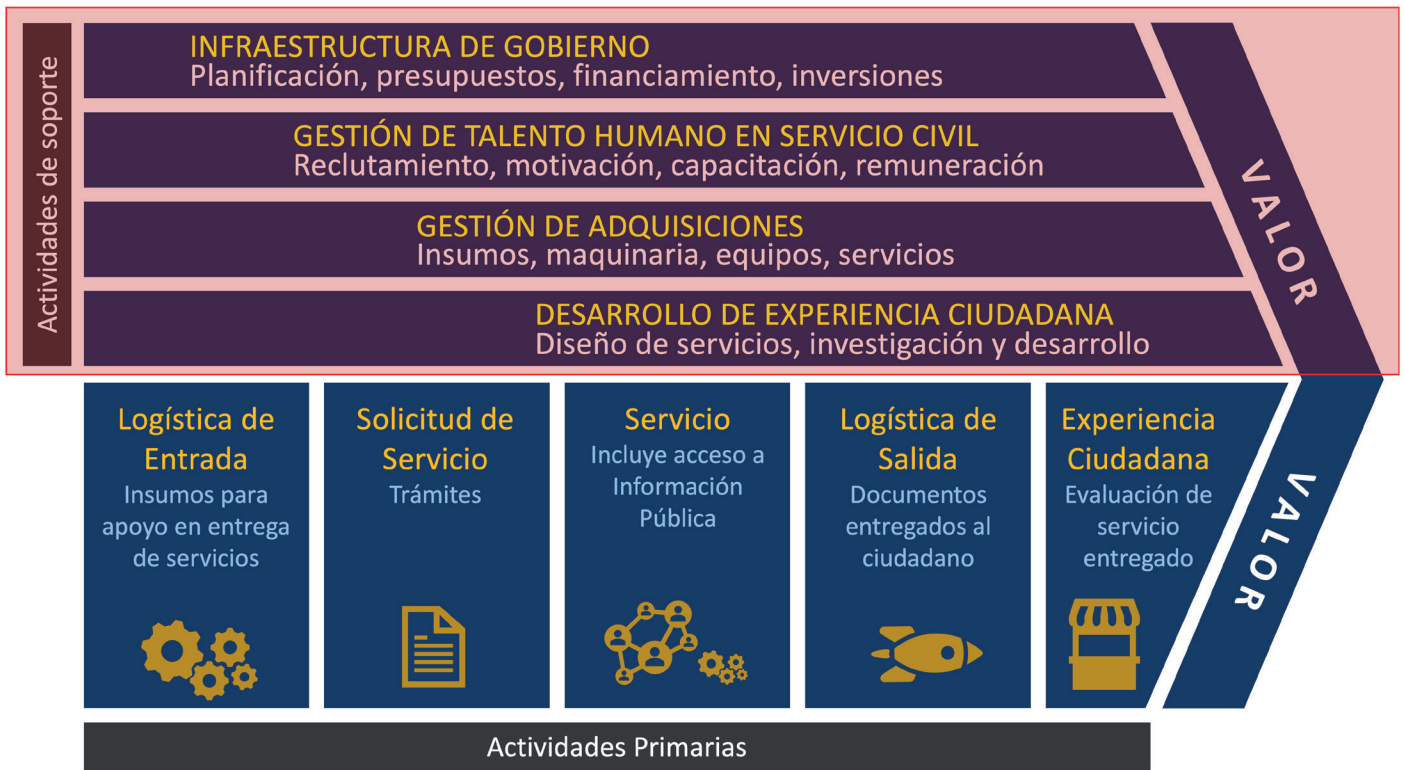 Actividades de soporte
INFRAESTRUCTURA DE GOBIERNO
Planificación, presupuestos, financiamiento, inversiones
GESTIÓN DE TALENTO HUMANO EN SERVICIO CIVIL
Reclutamiento, motivación, capacitación, remuneración
GESTIÓN DE ADQUISICIONES
Insumos, maquinaria, equipos, servicios
DESARROLLO DE EXPERIENCIA CIUDADANA
Diseño de servicios, investigación y desarrollo
VALOR
Logística de
Entrada
Insumos para
apoyo en entrega
de servicios
Solicitud de
Servicio
Trámites
Servicio
Incluye acceso a
Información
Pública
Logística de
Salida
Documentos
entregados al
ciudadano
Experiencia
Ciudadana
Evaluación de
servicio
entregado
VALOR
Actividades Primarias